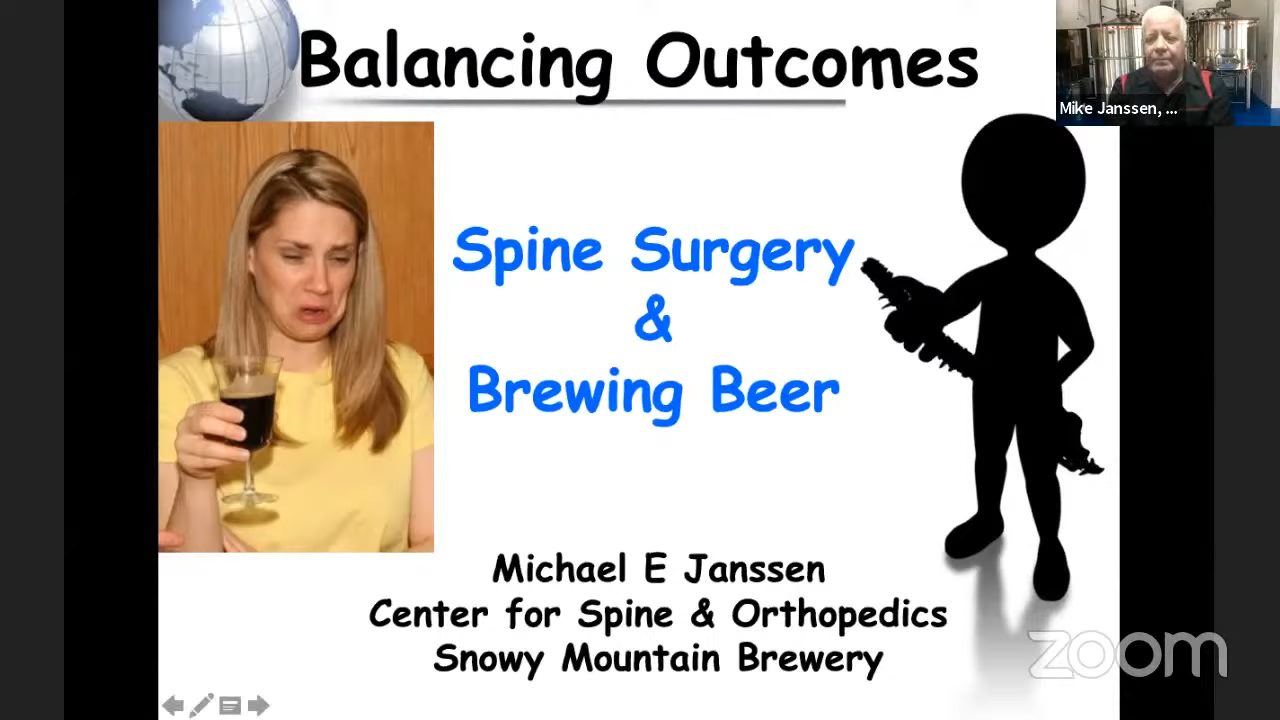 Balancing Outcomes
Mike Janssen, ...
Spine Surgery
&
Brewing Beer
Michael E Janssen
Center for Spine & Orthopedics
Snowy Mountain Brewery
zoom